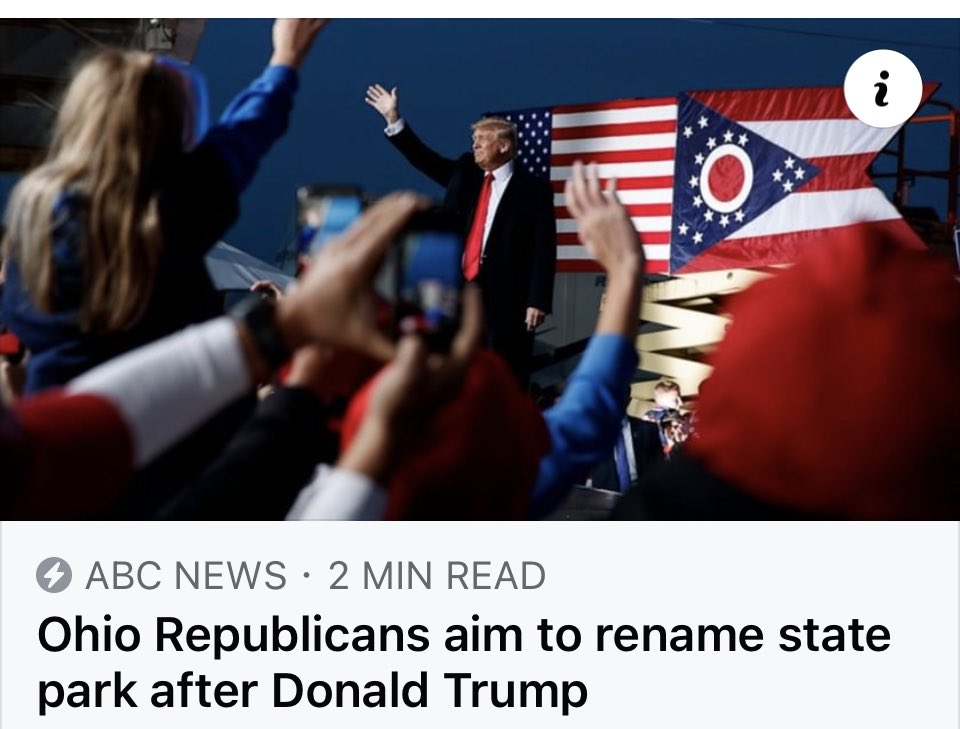 ABC NEWS · 2 MIN READ
Ohio Republicans aim to rename state
park after Donald Trump